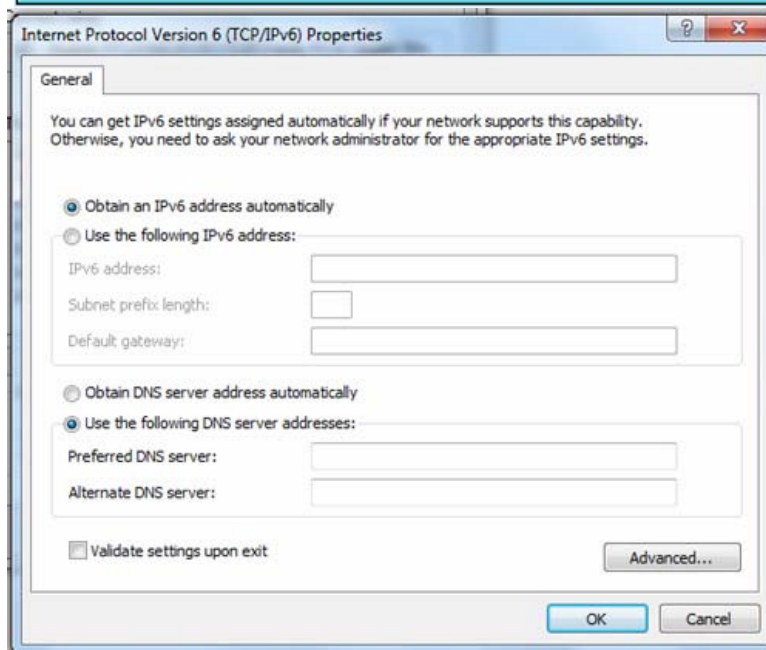 Internet Protocol Version 6 (TCP/IPv6) Properties
General
You can get IPv6 settings assigned automatically if your network supports this capability.
Otherwise, you need to ask your network administrator for the appropriate IPv6 settings.
Obtain an IPv6 address automatically
Use the following IPv6 address:
IPv6 address:
Subnet prefix length:
Default gateway:
Obtain DNS server address automatically
Use the following DNS server addresses:
Preferred DNS server:
Alternate DNS server:
Validate settings upon exit
Advanced...
OK
Cancel